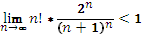 lim n→∞ n! * 2^n / (n + 1)^n < 1